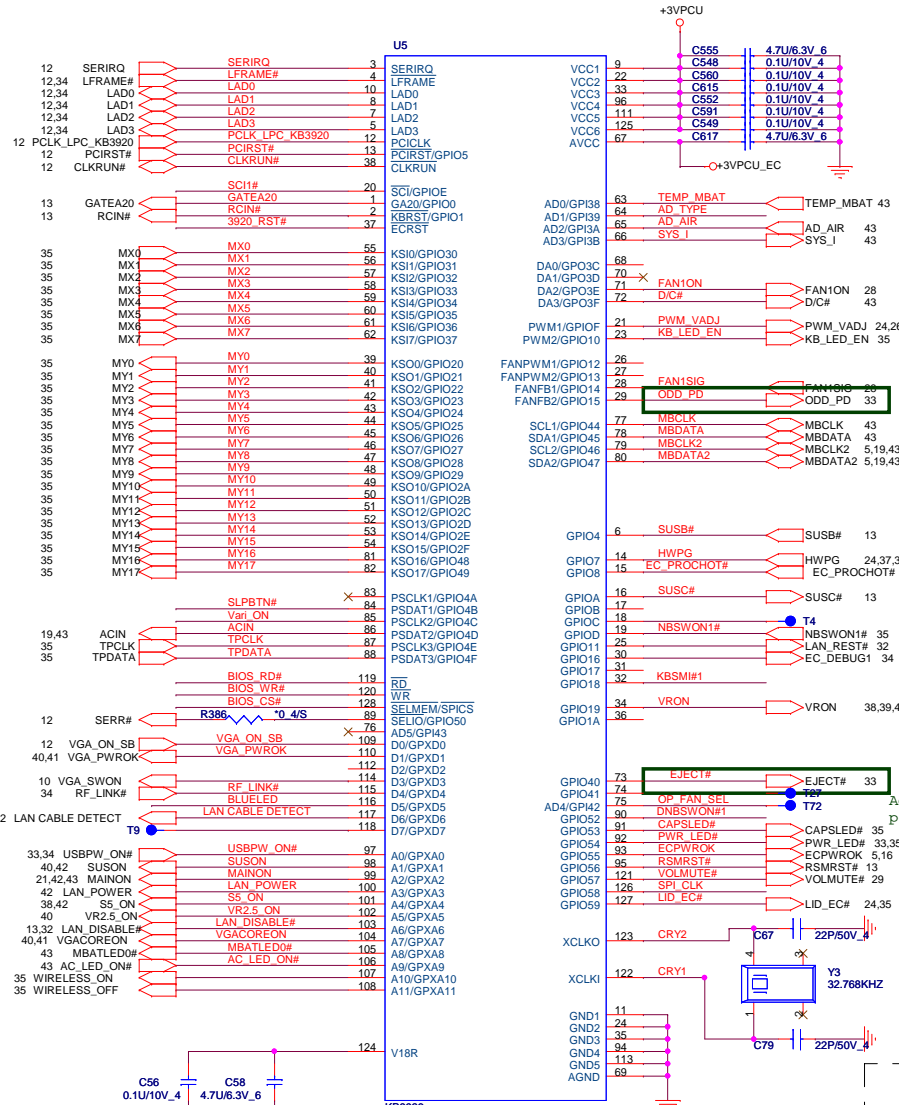 +3VPCU
U5
C555 4.7U/6.3V_6
C548 0.1U/10V_4
C560 0.1U/10V_4
C615 0.1U/10V_4
C552 0.1U/10V_4
C591 0.1U/10V_4
C549 0.1U/10V_4
C617 4.7U/6.3V_6
+3VPCU_EC
12 SERIRQ SERIRQ 3 SERIRQ
12,34 LFRAME# LFRAME# 4 LFRAME
12,34 LAD0 LAD0 10 LAD0
12,34 LAD1 LAD1 8 LAD1
12,34 LAD2 LAD2 7 LAD2
12,34 LAD3 LAD3 5 LAD3
12 PCLK_LPC_KB3920 PCLK_LPC_KB3920 12 PCICLK
12 PCIRST# PCIRST# 13 PCIRST/GPIO5
12 CLKRUN# CLKRUN# 38 CLKRUN
VCC1 9
VCC2 22
VCC3 33
VCC4 96
VCC5 111
VCC6 125
AVCC 67
SCI1# 20 SCI/GPIOE
13 GATEA20 GATEA20 1 GA20/GPIO0
13 RCIN# RCIN# 2 KBRST/GPIO1
3920_RST# 37 ECRST
AD0/GPI38 63 TEMP_MBAT TEMP_MBAT 43
AD1/GPI39 64 AD_TYPE
AD2/GPI3A 65 AD_AIR AD_AIR 43
AD3/GPI3B 66 SYS_I SYS_I 43
35 MX0 MX0 55 KSI0/GPIO30
35 MX1 MX1 56 KSI1/GPIO31
35 MX2 MX2 57 KSI2/GPIO32
35 MX3 MX3 58 KSI3/GPIO33
35 MX4 MX4 59 KSI4/GPIO34
35 MX5 MX5 60 KSI5/GPIO35
35 MX6 MX6 61 KSI6/GPIO36
35 MX7 MX7 62 KSI7/GPIO37
DA0/GPO3C 68
DA1/GPO3D 70
DA2/GPO3E 71 FAN1ON FAN1ON 28
DA3/GPO3F 72 D/C# D/C# 43
PWM1/GPIOF 21 PWM_VADJ PWM_VADJ 24,26
PWM2/GPIO10 23 KB_LED_EN KB_LED_EN 35
35 MY0 MY0 39 KSO0/GPIO20
35 MY1 MY1 40 KSO1/GPIO21
35 MY2 MY2 41 KSO2/GPIO22
35 MY3 MY3 42 KSO3/GPIO23
35 MY4 MY4 43 KSO4/GPIO24
35 MY5 MY5 44 KSO5/GPIO25
35 MY6 MY6 45 KSO6/GPIO26
35 MY7 MY7 46 KSO7/GPIO27
35 MY8 MY8 47 KSO8/GPIO28
35 MY9 MY9 48 KSO9/GPIO29
35 MY10 MY10 49 KSO10/GPIO2A
35 MY11 MY11 50 KSO11/GPIO2B
35 MY12 MY12 51 KSO12/GPIO2C
35 MY13 MY13 52 KSO13/GPIO2D
35 MY14 MY14 53 KSO14/GPIO2E
35 MY15 MY15 54 KSO15/GPIO2F
35 MY16 MY16 81 KSO16/GPIO48
35 MY17 MY17 82 KSO17/GPIO49
FANPWM1/GPIO12 26
FANPWM2/GPIO13 27
FANFB1/GPIO14 28 FAN1SIG FAN1SIG
FANFB2/GPIO15 29 ODD_PD ODD_PD 33
SCL1/GPIO44 77 MBCLK MBCLK 43
SDA1/GPIO45 78 MBDATA MBDATA 43
SCL2/GPIO46 79 MBCLK2 MBCLK2 5,19,43
SDA2/GPIO47 80 MBDATA2 MBDATA2 5,19,43
GPIO4 6 SUSB# SUSB# 13
GPIO7 14 HWPG HWPG 24,37,3
GPIO8 15 EC_PROCHOT# EC_PROCHOT#
GPIOA 16 SUSC# SUSC# 13
GPIOB 17
GPIOC 18 T4
GPIOD 19 NBSWON1# NBSWON1# 35
GPIO11 25 LAN_REST# 32
GPIO16 30 EC_DEBUG1 34
GPIO17 31
GPIO18 32 KBSMI#1
GPIO19 34 VRON VRON 38,39,4
GPIO1A 36
83 PSCLK1/GPIO4A
SLPBTN# 84 PSDAT1/GPIO4B
Vari_ON 85 PSCLK2/GPIO4C
19,43 ACIN ACIN 86 PSDAT2/GPIO4D
35 TPCLK TPCLK 87 PSCLK3/GPIO4E
35 TPDATA TPDATA 88 PSDAT3/GPIO4F
BIOS_RD# 119 RD
BIOS_WR# 120 WR
BIOS_CS# 128 SELMEM/SPICS
12 SERR# R386 *0_4/S 89 SELIO/GPIO50
76 AD5/GPI43
12 VGA_ON_SB VGA_ON_SB 109 D0/GPXD0
40,41 VGA_PWROK VGA_PWROK 110 D1/GPXD1
112 D2/GPXD2
10 VGA_SWON 114 D3/GPXD3
34 RF_LINK# RF_LINK# 115 D4/GPXD4
BLUELED 116 D5/GPXD5
2 LAN CABLE DETECT LAN CABLE DETECT 117 D6/GPXD6
T9 118 D7/GPXD7
GPIO40 73 EJECT# EJECT# 33
GPIO41 74 T27
AD4/GPI42 75 OP_FAN_SEL T72
GPIO52 90 DNBSWON#1
GPIO53 91 CAPSLED# CAPSLED# 35
GPIO54 92 PWR_LED# PWR_LED# 33,35
GPIO55 93 ECPWROK ECPWROK 5,16
GPIO56 95 RSMRST# RSMRST# 13
GPIO57 121 VOLMUTE# VOLMUTE# 29
GPIO58 126 SPI_CLK
GPIO59 127 LID_EC# LID_EC# 24,35
A
p
33,34 USBPW_ON# USBPW_ON# 97 A0/GPXA0
40,42 SUSON SUSON 98 A1/GPXA1
21,42,43 MAINON MAINON 99 A2/GPXA2
42 LAN_POWER LAN_POWER 100 A3/GPXA3
38,42 S5_ON S5_ON 101 A4/GPXA4
40 VR2.5_ON VR2.5_ON 102 A5/GPXA5
13,32 LAN_DISABLE# LAN_DISABLE# 103 A6/GPXA6
40,41 VGACOREON VGACOREON 104 A7/GPXA7
43 MBATLED0# MBATLED0# 105 A8/GPXA8
43 AC_LED_ON# AC_LED_ON# 106 A9/GPXA9
35 WIRELESS_ON 107 A10/GPXA10
35 WIRELESS_OFF 108 A11/GPXA11
XCLKO 123 CRY2
C67 22P/50V_4
XCLKI 122 CRY1
4 3
1 2
Y3
32.768KHZ
C79 22P/50V_4
GND1 11
GND2 24
GND3 35
GND4 94
GND5 113
AGND 69
124 V18R
C56 0.1U/10V_4
C58 4.7U/6.3V_6